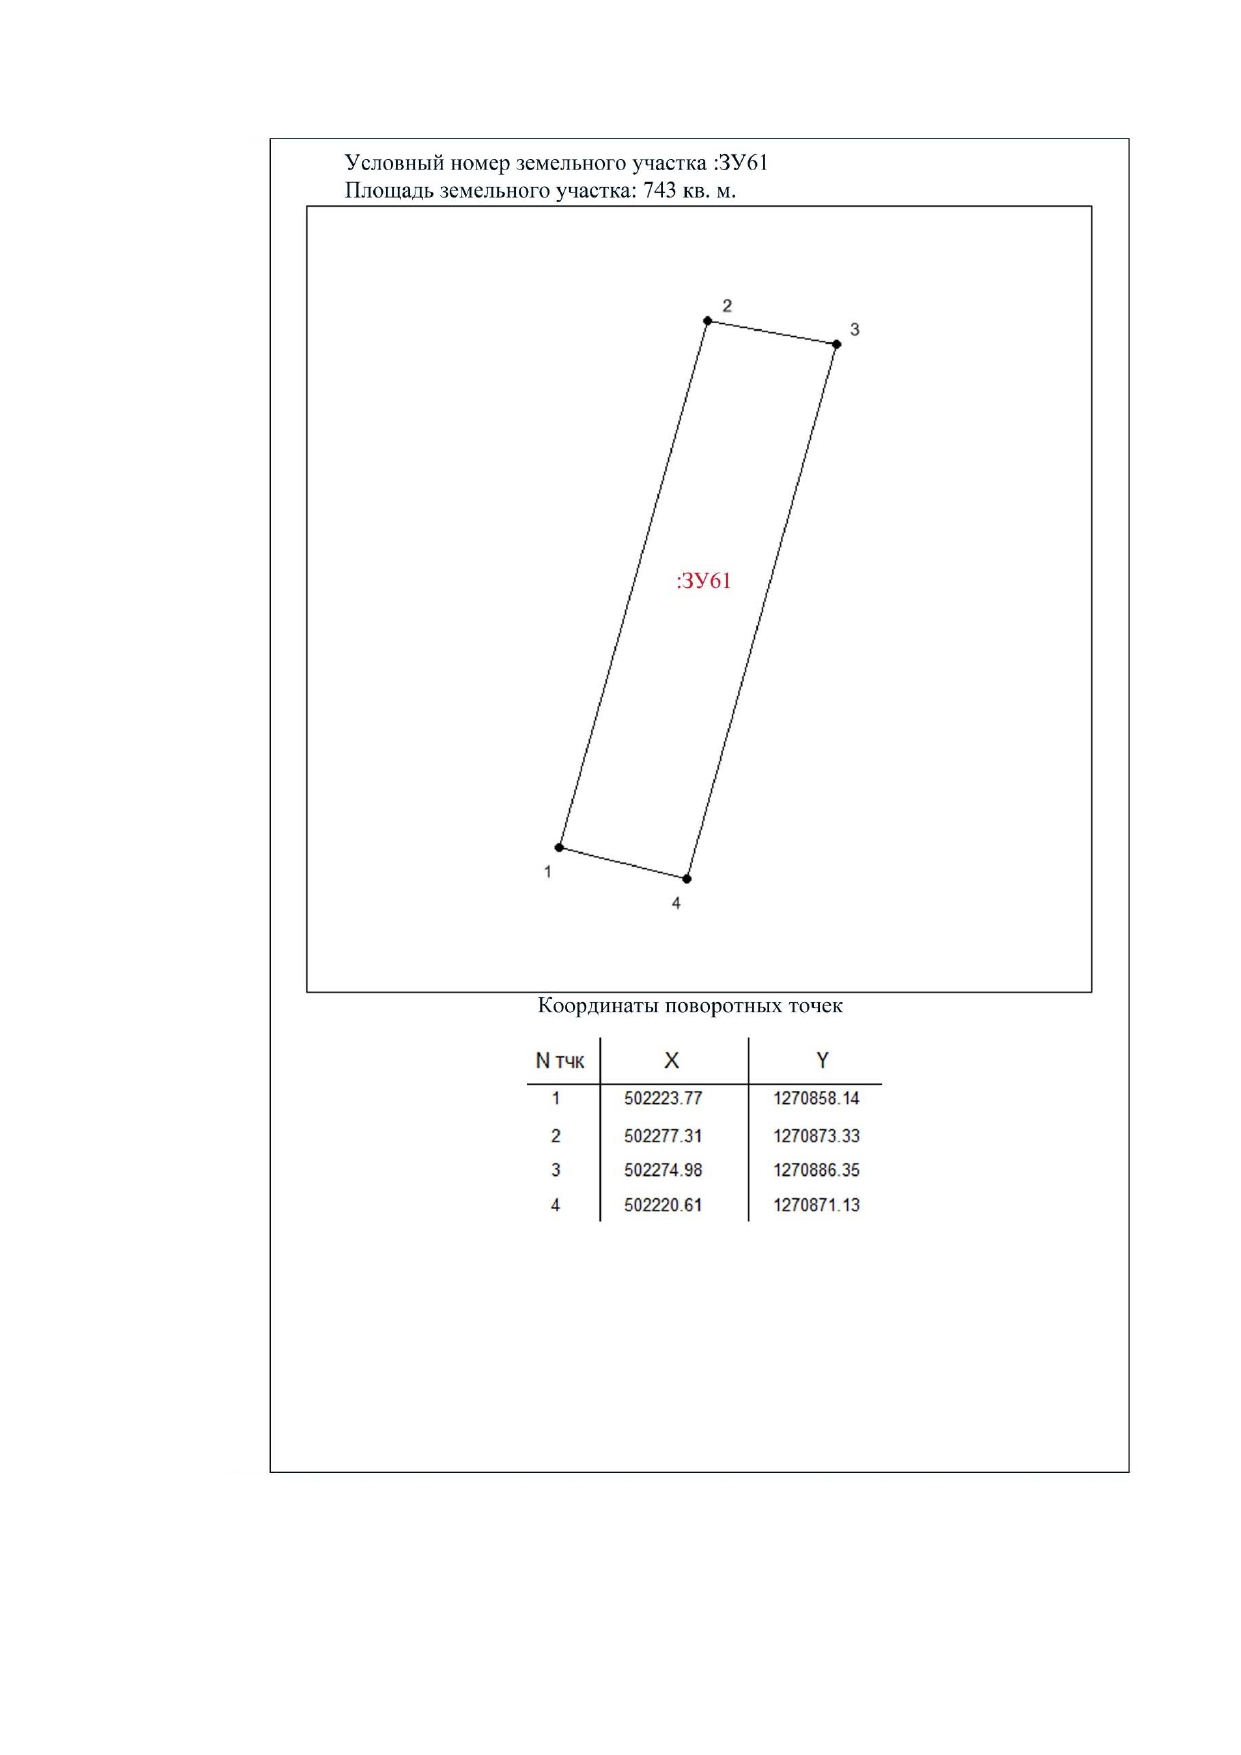 Условный номер земельного участка :ЗУ61
Площадь земельного участка: 743 кв. м.
2
3
:ЗУ61
1
4
Координаты поворотных точек
N тчк X Y
1 502223.77 1270858.14
2 502277.31 1270873.33
3 502274.98 1270886.35
4 502220.61 1270871.13